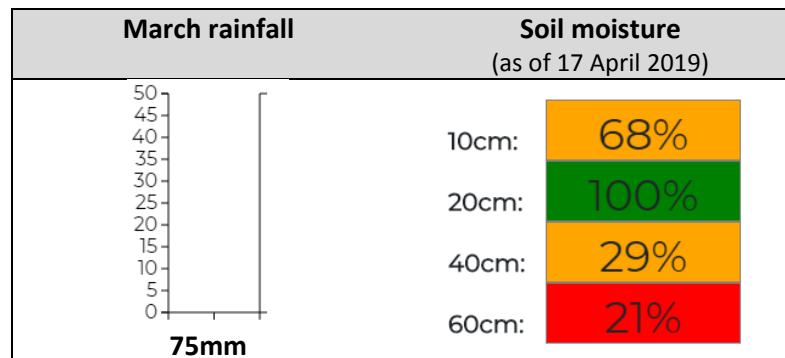 March rainfall
Soil moisture
(as of 17 April 2019)
50
45
40
35
30
25
20
15
10
5
0
75mm
10cm: 68%
20cm: 100%
40cm: 29%
60cm: 21%